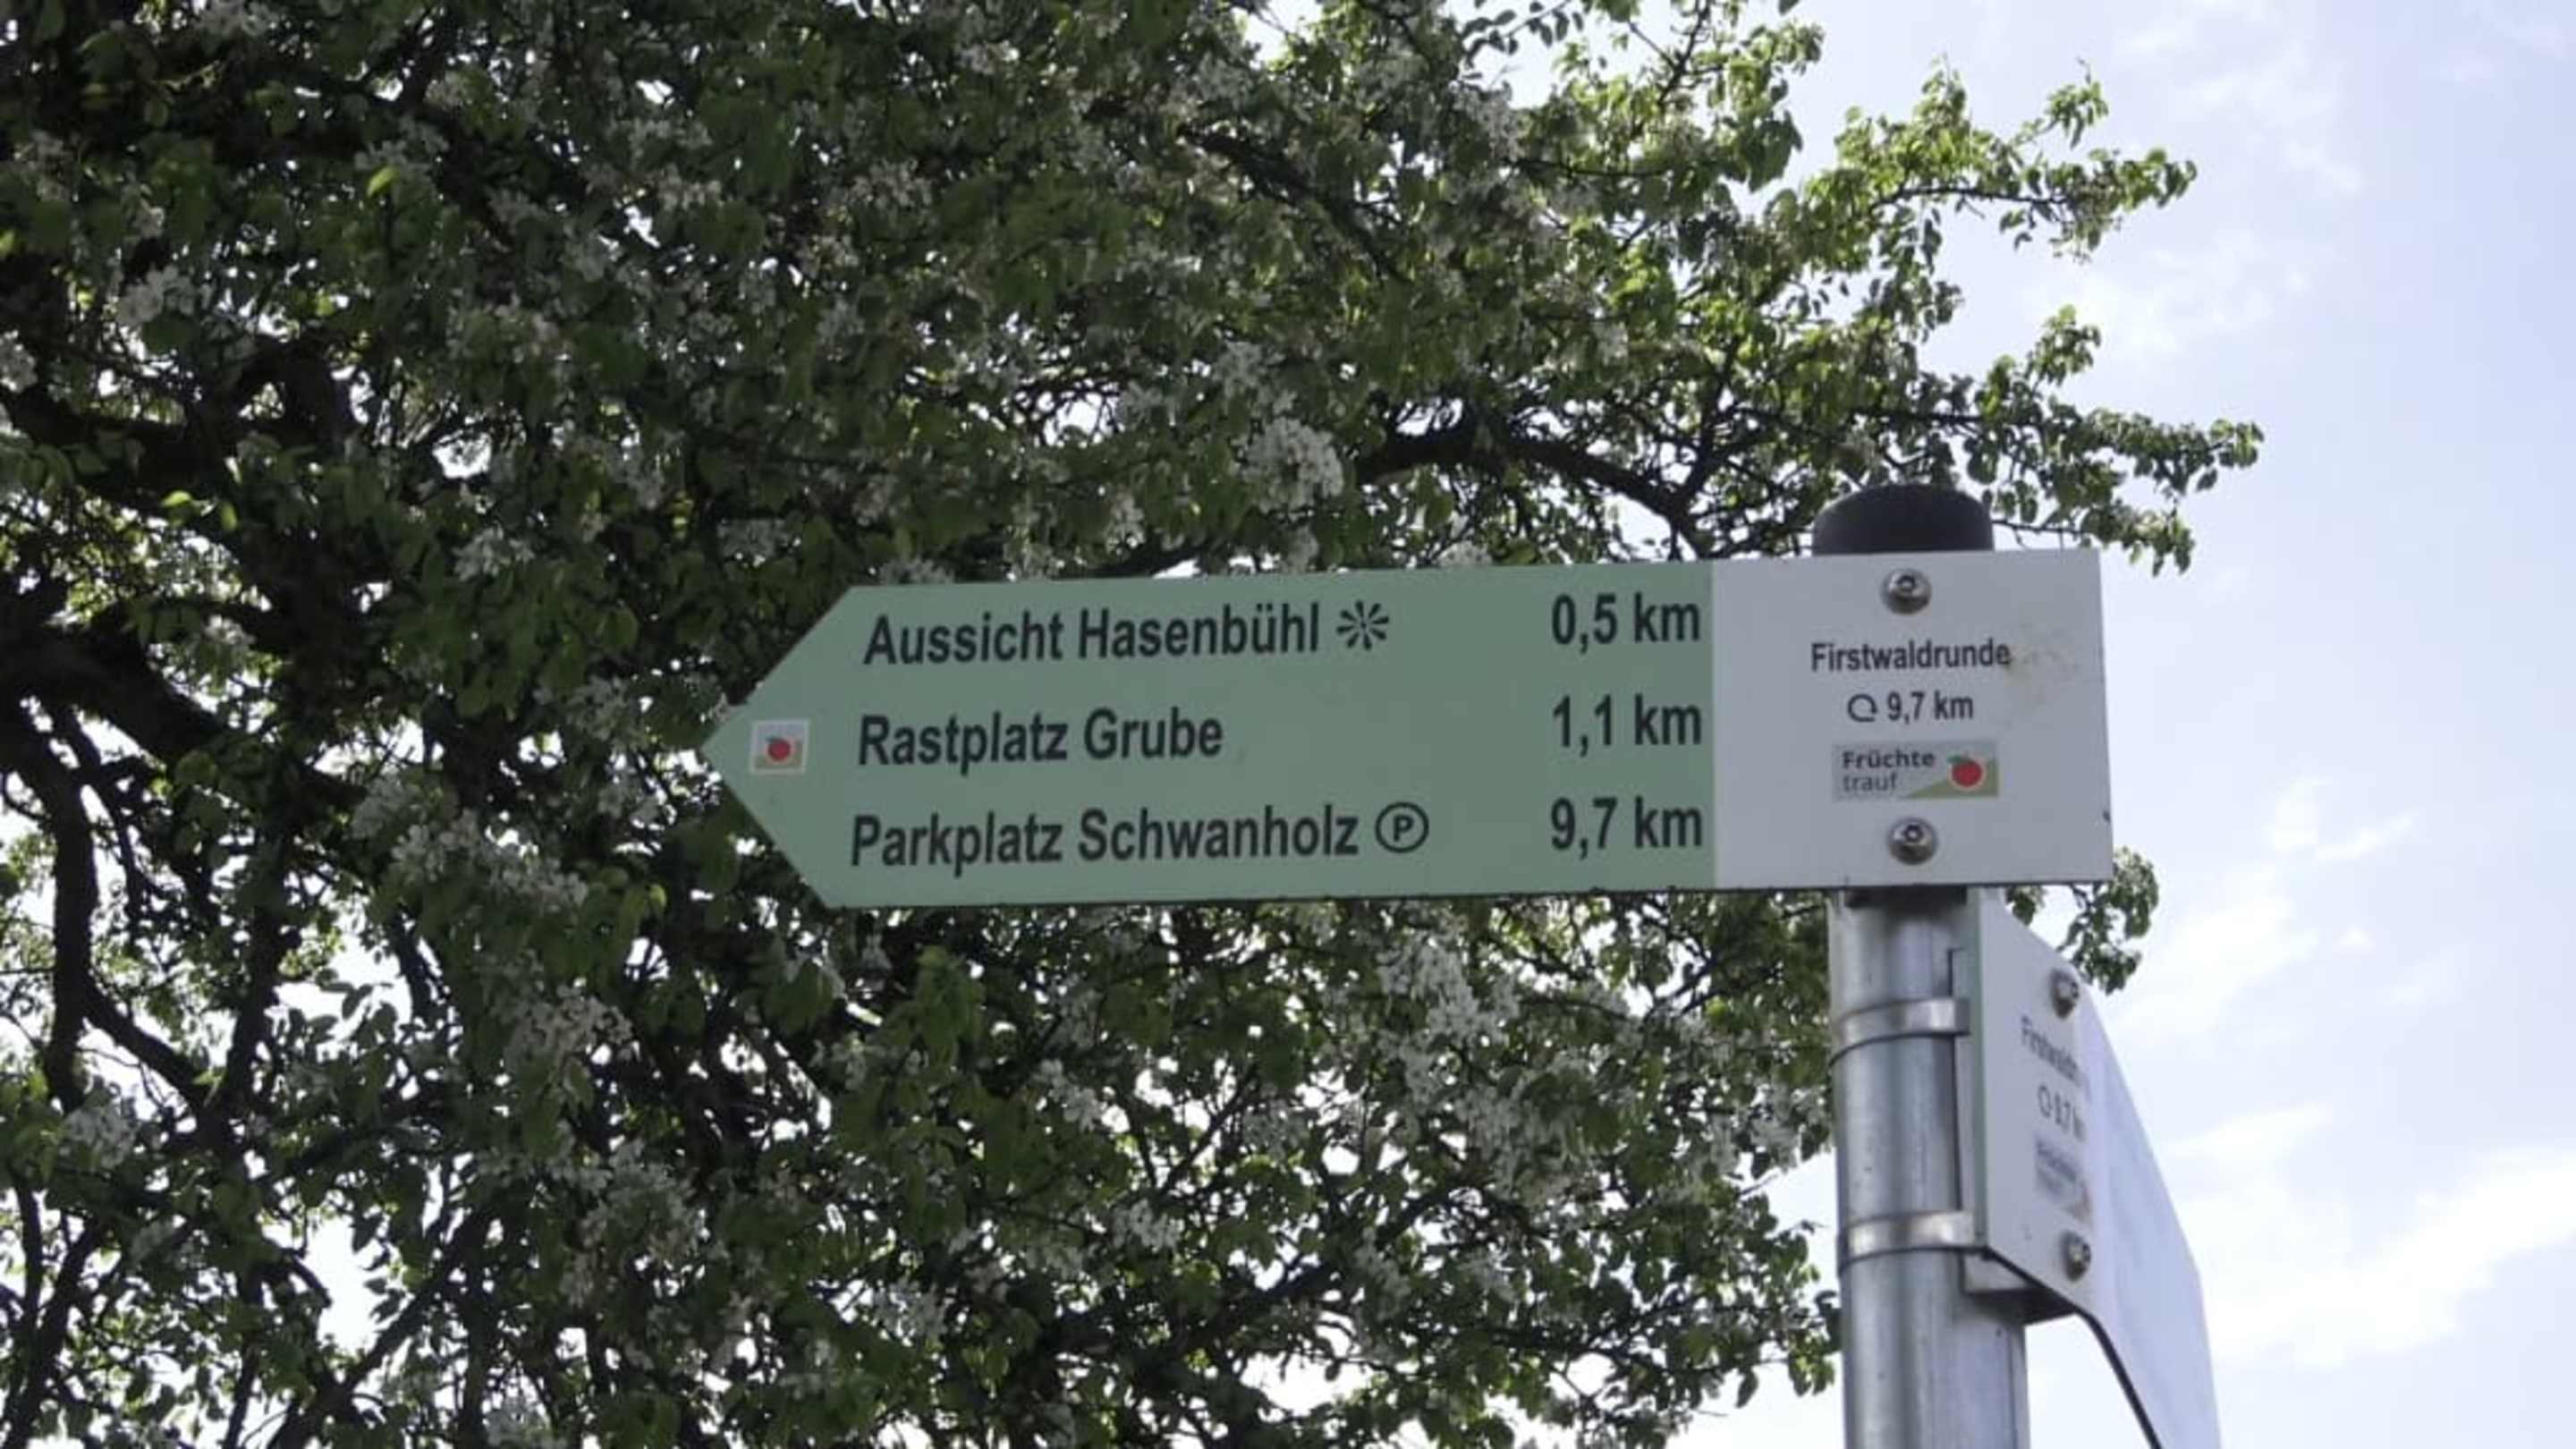 Aussicht Hasenbühl 0,5 km
Rastplatz Grube 1,1 km
Parkplatz Schwanholz P 9,7 km
Firstwaldrunde
9,7 km
Früchte
trauf